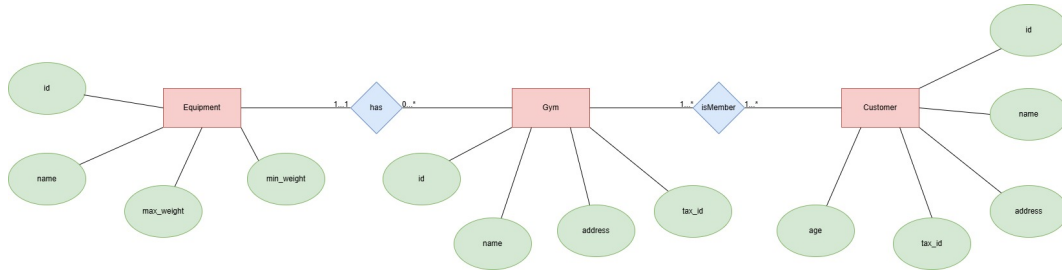 id
id
Equipment
1...1
has
0...*
Gym
1...*
isMember
1...*
Customer
name
name
max_weight
min_weight
id
name
address
tax_id
age
tax_id
address